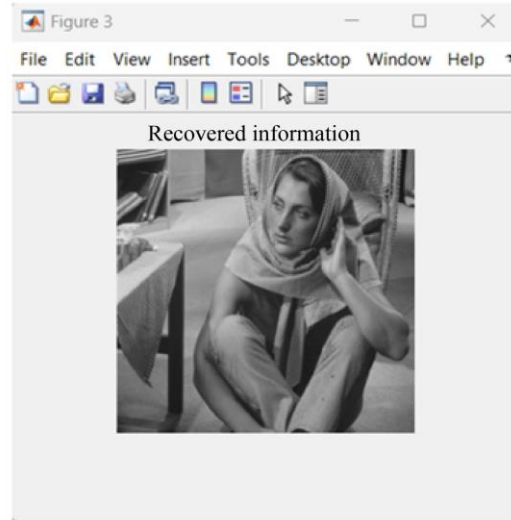 Figure 3
File Edit View Insert Tools Desktop Window Help
Recovered information